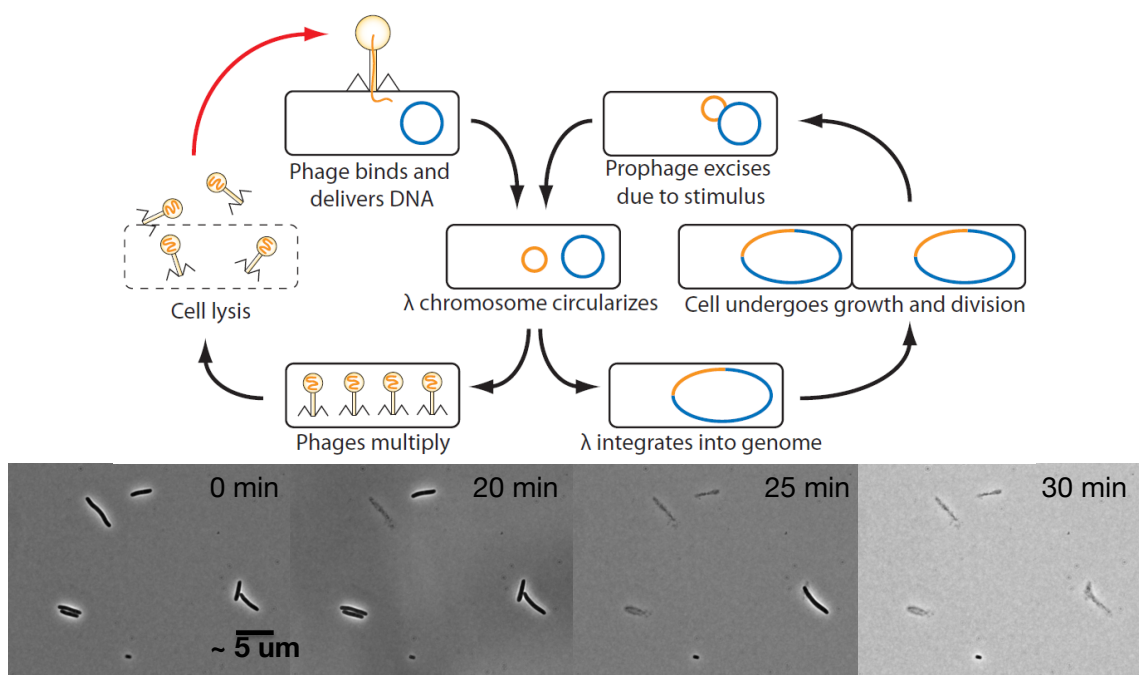 Phage binds and
delivers DNA
Prophage excises
due to stimulus
λ chromosome circularizes
Cell undergoes growth and division
Cell lysis
Phages multiply
λ integrates into genome
0 min
20 min
25 min
30 min
~ 5 um